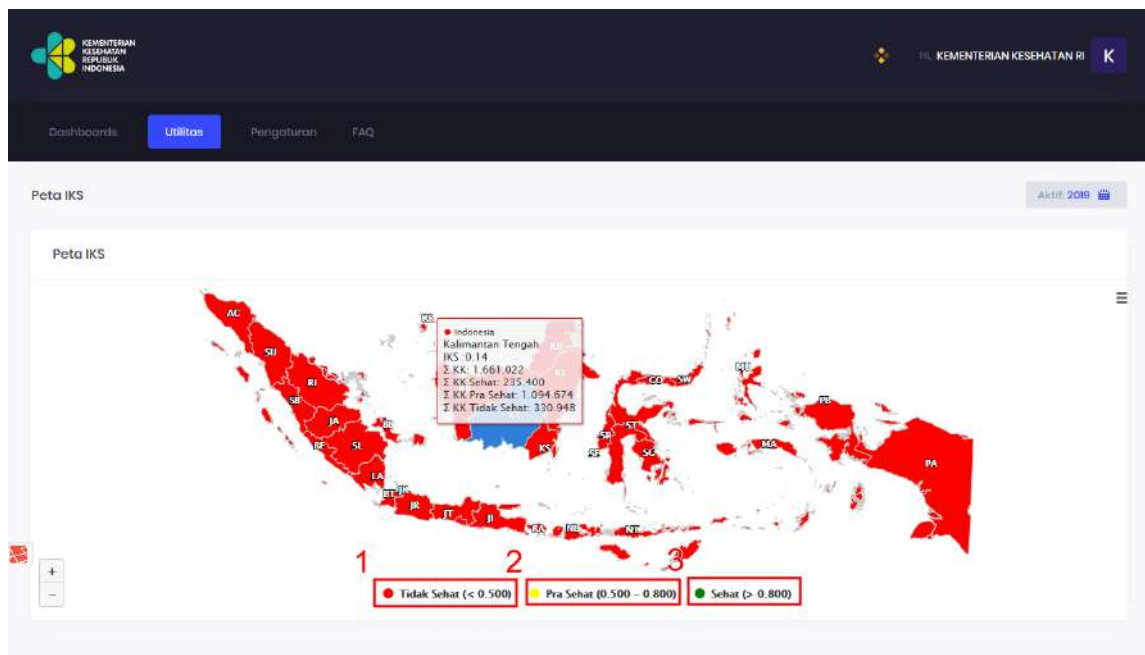 KEMENTERIAN
KESEHATAN
REPUBLIK
INDONESIA
HI, KEMENTERIAN KESEHATAN RI
K
Dashboards Utilitas Pengaturan FAQ
Peta IKS
Aktif: 2019
Peta IKS
AC
SU
RI
SB
JA
BE
SL
BB
LA
BT
JK
JR
JT
JI
BA
NB
NT
KR
Indonesia
Kalimantan Tengah
IKS :0.14
Σ KK: 1.661.022
Σ KK Sehat: 235.400
Σ KK Pra Sehat: 1.094.674
Σ KK Tidak Sehat: 330.948
KS
GO
SW
ST
SR
SE
SG
MU
MA
PB
PA
1 2 3
Tidak Sehat (< 0.500) Pra Sehat (0.500 – 0.800) Sehat (> 0.800)
+
−